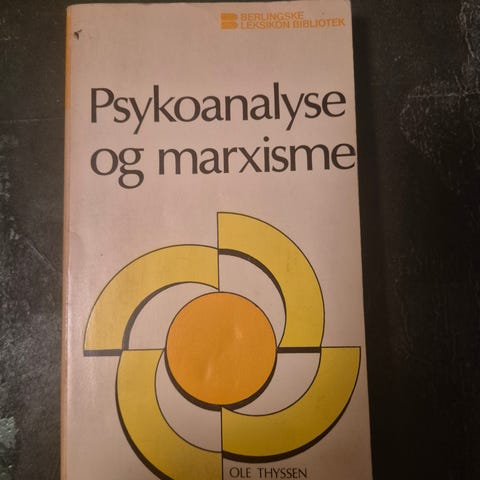 BERLINGSKE
LEKSIKON BIBLIOTEK
Psykoanalyse
og marxisme
OLE THYSSEN